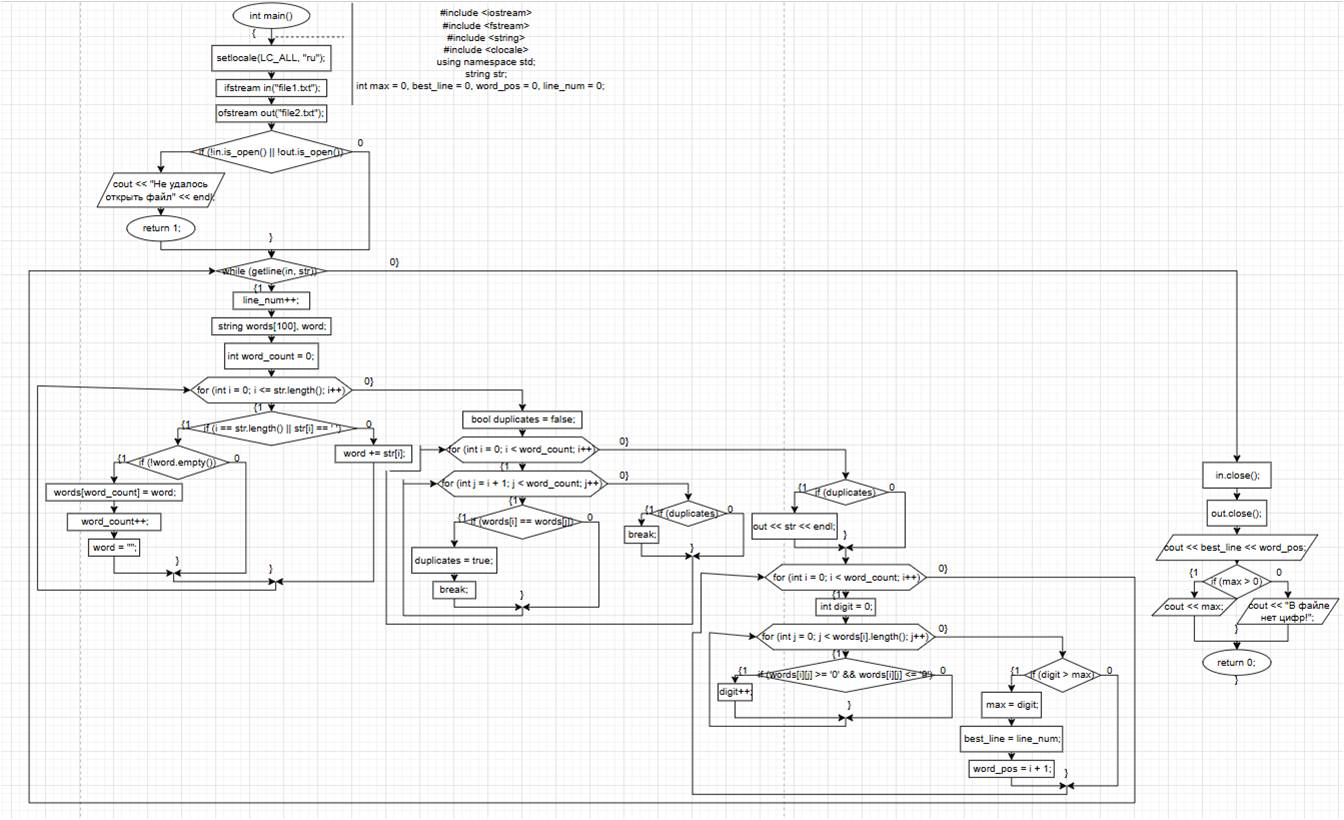 int main()
{
#include <iostream>
#include <fstream>
#include <string>
#include <clocale>
using namespace std;
string str;
int max = 0, best_line = 0, word_pos = 0, line_num = 0;
setlocale(LC_ALL, "ru");
ifstream in("file1.txt");
ofstream out("file2.txt");
if (!in.is_open() || !out.is_open())
0
cout << "Не удалось
открыть файл" << endl;
return 1;
}
while (getline(in, str))
0}
{1
line_num++;
string words[100], word;
int word_count = 0;
for (int i = 0; i <= str.length(); i++)
0}
{1
if (i == str.length() || str[i] == ' ')
{1
0
word += str[i];
if (!word.empty())
{1
0
words[word_count] = word;
word_count++;
word = "";
}
}
bool duplicates = false;
for (int i = 0; i < word_count; i++)
0}
{1
for (int j = i + 1; j < word_count; j++)
0}
{1
if (words[i] == words[j])
{1
0
duplicates = true;
break;
}
if (duplicates)
{1
0
break;
}
if (duplicates)
{1
0
out << str << endl;
}
for (int i = 0; i < word_count; i++)
0}
{1
int digit = 0;
for (int j = 0; j < words[i].length(); j++)
0}
{1
if (words[i][j] >= '0' && words[i][j] <= '9')
{1
0
digit++;
}
if (digit > max)
{1
0
max = digit;
best_line = line_num;
word_pos = i + 1;
}
in.close();
out.close();
cout << best_line << word_pos;
if (max > 0)
{1
0
cout << max;
cout << "В файле
нет цифр!";
}
return 0;
}